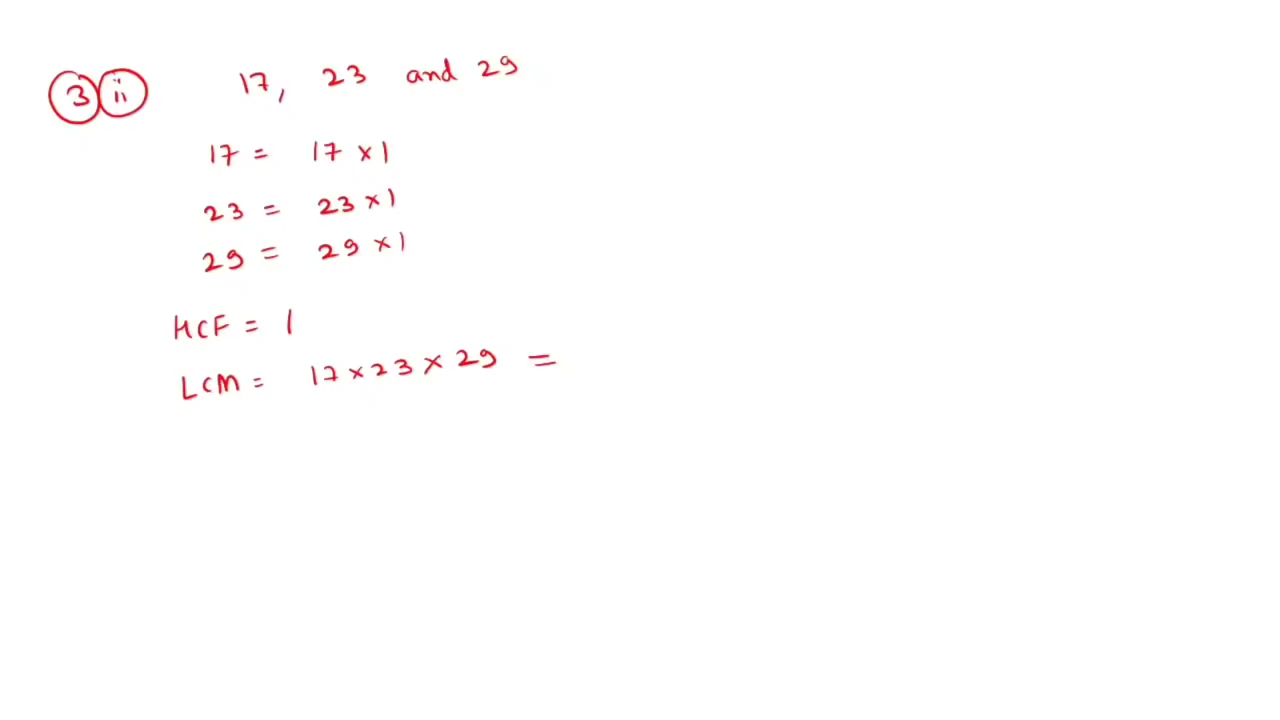 3 ii 17, 23 and 29
17 = 17 × 1
23 = 23 × 1
29 = 29 × 1
HCF = 1
LCM = 17 × 23 × 29 =